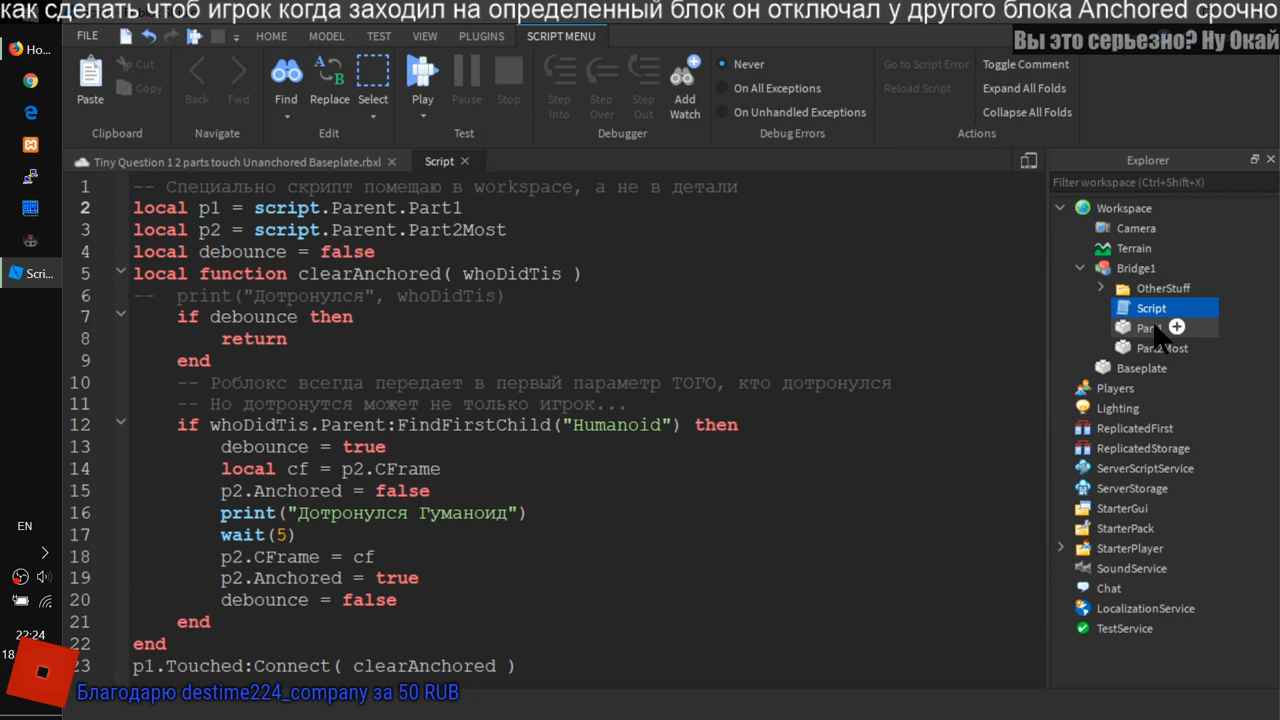 как сделать чтоб игрок когда заходил на определенный блок он отключал у другого блока Anchored срочно
Вы это серьезно? Ну Окай
Ho...
FILE
HOME
MODEL
TEST
VIEW
PLUGINS
SCRIPT MENU
Paste
Cut
Copy
Clipboard
Back
Fwd
Navigate
Find
Replace
Select
Edit
Play
Pause
Stop
Test
Step Into
Step Over
Step Out
Add Watch
Debugger
Never
On All Exceptions
On Unhandled Exceptions
Debug Errors
Go to Script Error
Reload Script
Toggle Comment
Expand All Folds
Collapse All Folds
Actions
Tiny Question 1 2 parts touch Unanchored Baseplate.rbxl
Script
1 -- Специально скрипт помещаю в workspace, а не в детали
2 local p1 = script.Parent.Part1
3 local p2 = script.Parent.Part2Most
4 local debounce = false
5 local function clearAnchored( whoDidTis )
6 --  print("Дотронулся", whoDidTis)
7     if debounce then
8         return
9     end
10     -- Роблокс всегда передает в первый параметр ТОГО, кто дотронулся
11     -- Но дотронутся может не только игрок...
12     if whoDidTis.Parent:FindFirstChild("Humanoid") then
13         debounce = true
14         local cf = p2.CFrame
15         p2.Anchored = false
16         print("Дотронулся Гуманоид")
17         wait(5)
18         p2.CFrame = cf
19         p2.Anchored = true
20         debounce = false
21     end
22 end
23 p1.Touched:Connect( clearAnchored )
Explorer
Filter workspace (Ctrl+Shift+X)
Workspace
Camera
Terrain
Bridge1
OtherStuff
Script
Part1
Part2Most
Baseplate
Players
Lighting
ReplicatedFirst
ReplicatedStorage
ServerScriptService
ServerStorage
StarterGui
StarterPack
StarterPlayer
SoundService
Chat
LocalizationService
TestService
Scri...
EN
22:24
18
Благодарю destime224_company за 50 RUB